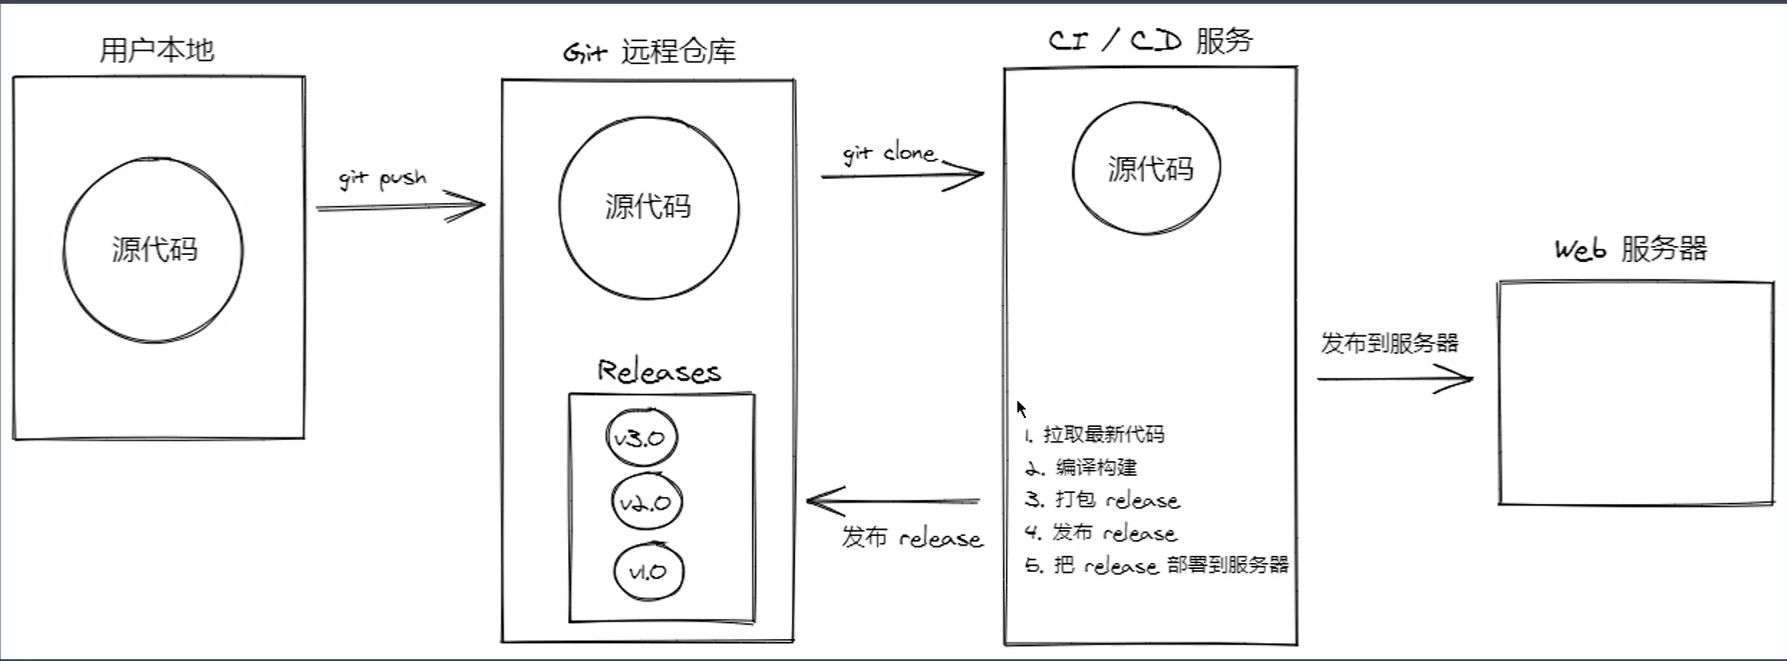 用户本地
源代码
git push
Git 远程仓库
源代码
Releases
v3.0
v2.0
v1.0
git clone
发布 release
CI / CD 服务
源代码
1. 拉取最新代码
2. 编译构建
3. 打包 release
4. 发布 release
5. 把 release 部署到服务器
发布到服务器
Web 服务器